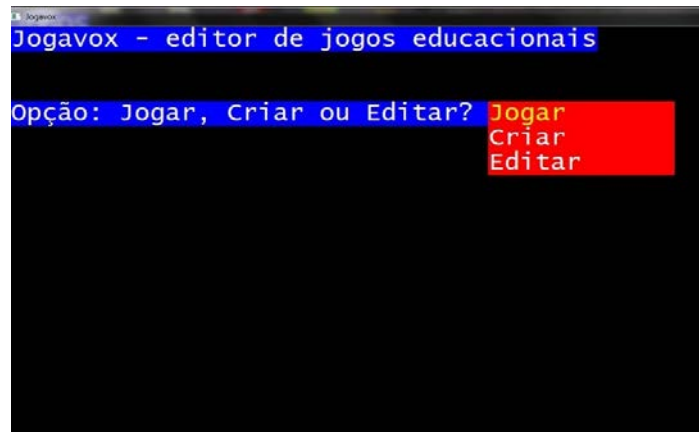 Jogavox
Jogavox - editor de jogos educacionais
Opção: Jogar, Criar ou Editar? Jogar
Criar
Editar